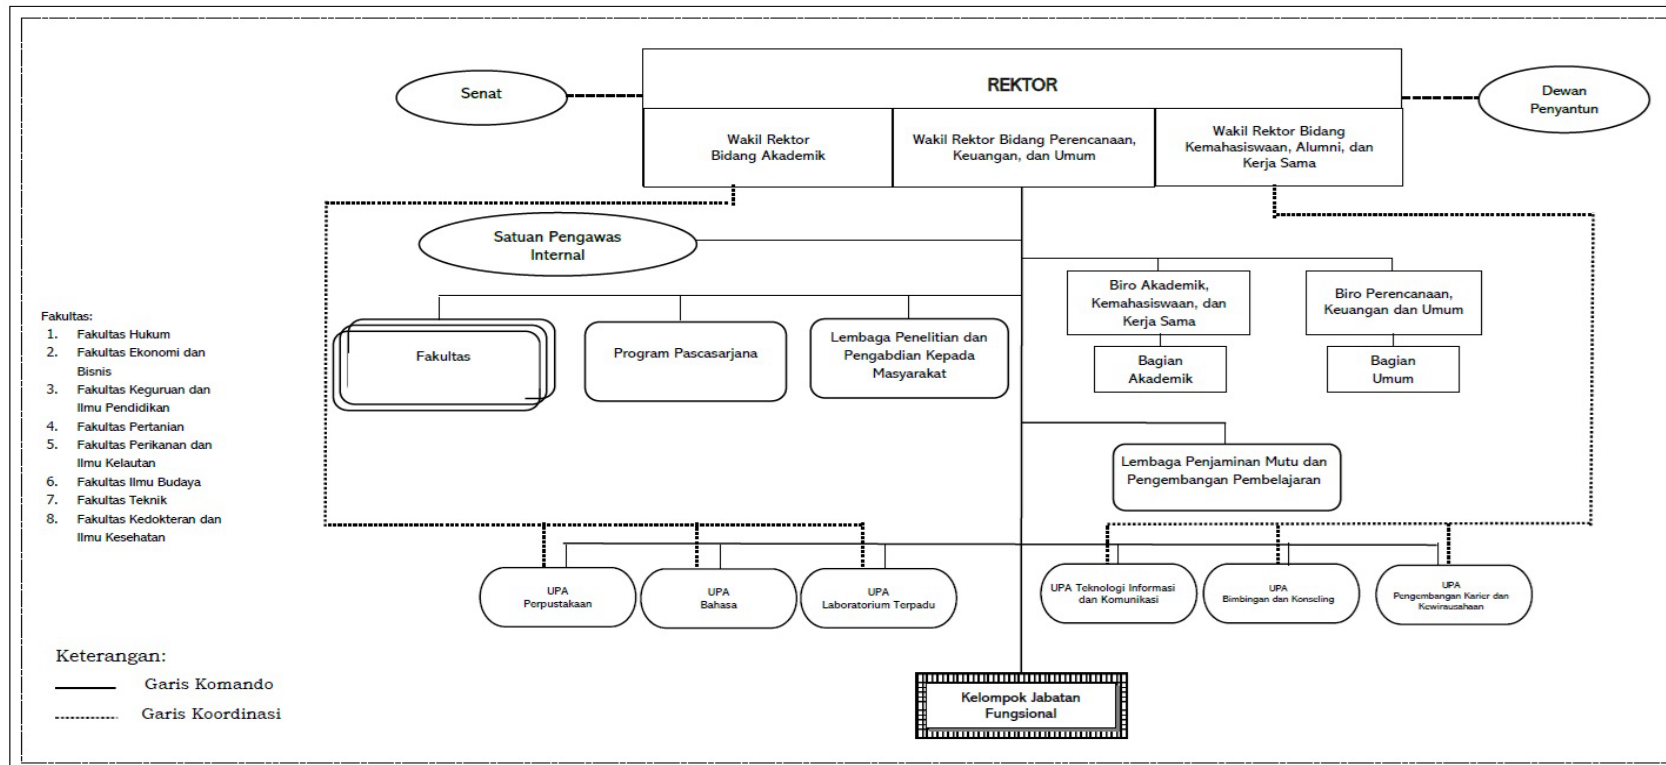 REKTOR
Senat
Dewan
Penyantun
Wakil Rektor
Bidang Akademik
Wakil Rektor Bidang Perencanaan,
Keuangan, dan Umum
Wakil Rektor Bidang
Kemahasiswaan, Alumni, dan
Kerja Sama
Satuan Pengawas
Internal
Biro Akademik,
Kemahasiswaan, dan
Kerja Sama
Biro Perencanaan,
Keuangan dan Umum
Bagian
Akademik
Bagian
Umum
Fakultas
Program Pascasarjana
Lembaga Penelitian dan
Pengabdian Kepada
Masyarakat
Fakultas:
1. Fakultas Hukum
2. Fakultas Ekonomi dan
Bisnis
3. Fakultas Keguruan dan
Ilmu Pendidikan
4. Fakultas Pertanian
5. Fakultas Perikanan dan
Ilmu Kelautan
6. Fakultas Ilmu Budaya
7. Fakultas Teknik
8. Fakultas Kedokteran dan
Ilmu Kesehatan
Lembaga Penjaminan Mutu dan
Pengembangan Pembelajaran
UPA
Perpustakaan
UPA
Bahasa
UPA
Laboratorium Terpadu
UPA Teknologi Informasi
dan Komunikasi
UPA
Bimbingan dan Konseling
UPA
Pengembangan Karier dan
Kewirausahaan
Kelompok Jabatan
Fungsional
Keterangan:
Garis Komando
Garis Koordinasi